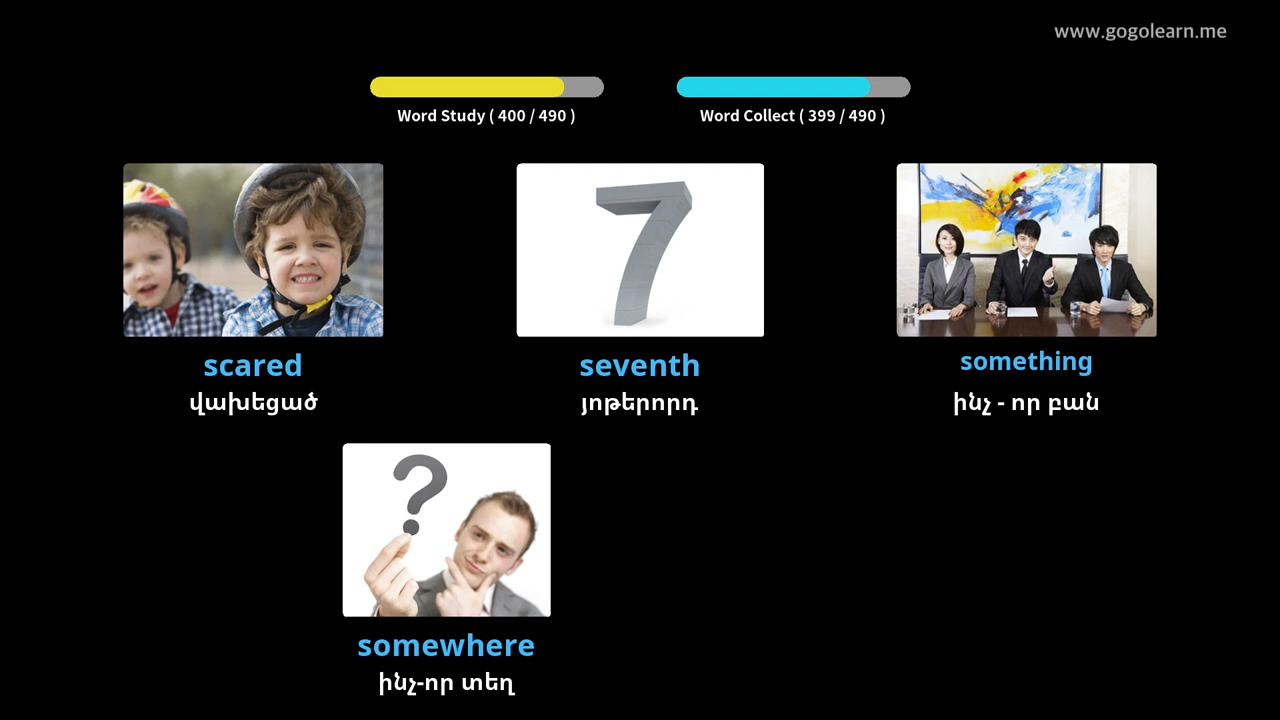 www.gogolearn.me
Word Study ( 400 / 490 )
Word Collect ( 399 / 490 )
7
scared
վախեցած
seventh
յոթերորդ
something
ինչ - որ բան
?
somewhere
ինչ-որ տեղ